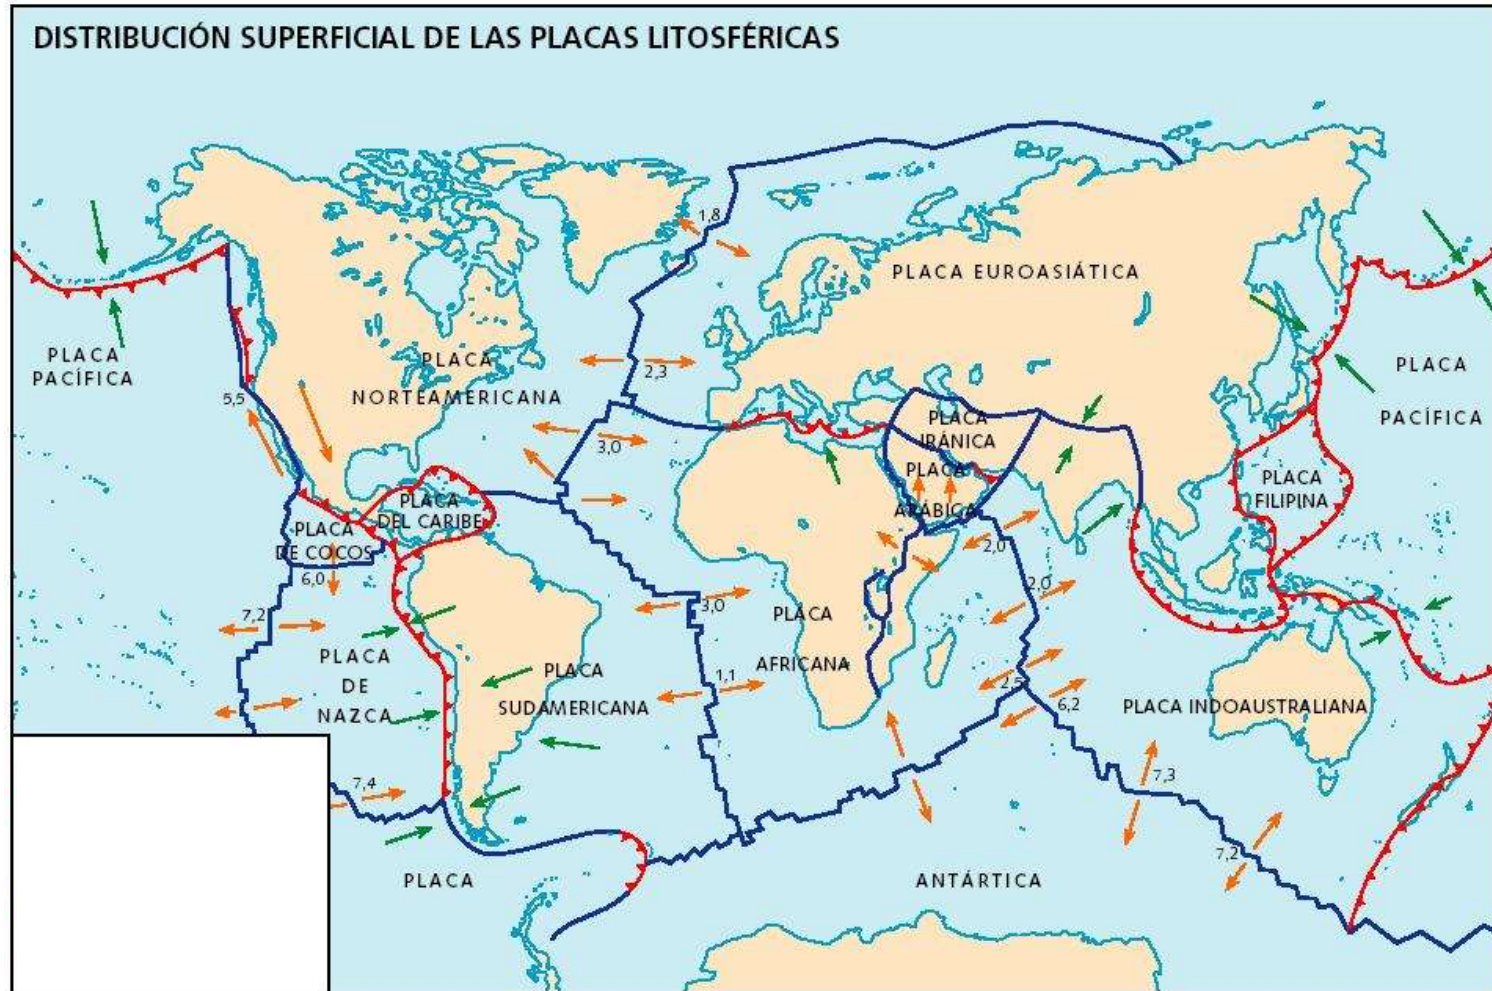 DISTRIBUCIÓN SUPERFICIAL DE LAS PLACAS LITOSFÉRICAS
1,8
PLACA EUROASIÁTICA
PLACA
PACÍFICA
PLACA
NORTEAMERICANA
2,3
PLACA
PACÍFICA
5,5
3,0
PLACA
IRÁNICA
PLACA
ARÁBICA
PLACA
FILIPINA
PLACA
DEL CARIBE
PLACA
DE COCOS
6,0
2,0
2,0
7,2
3,0
PLACA
AFRICANA
PLACA
DE
NAZCA
PLACA
SUDAMERICANA
1,1
2,5
6,2
PLACA INDOAUSTRALIANA
7,4
7,3
7,2
PLACA ANTÁRTICA